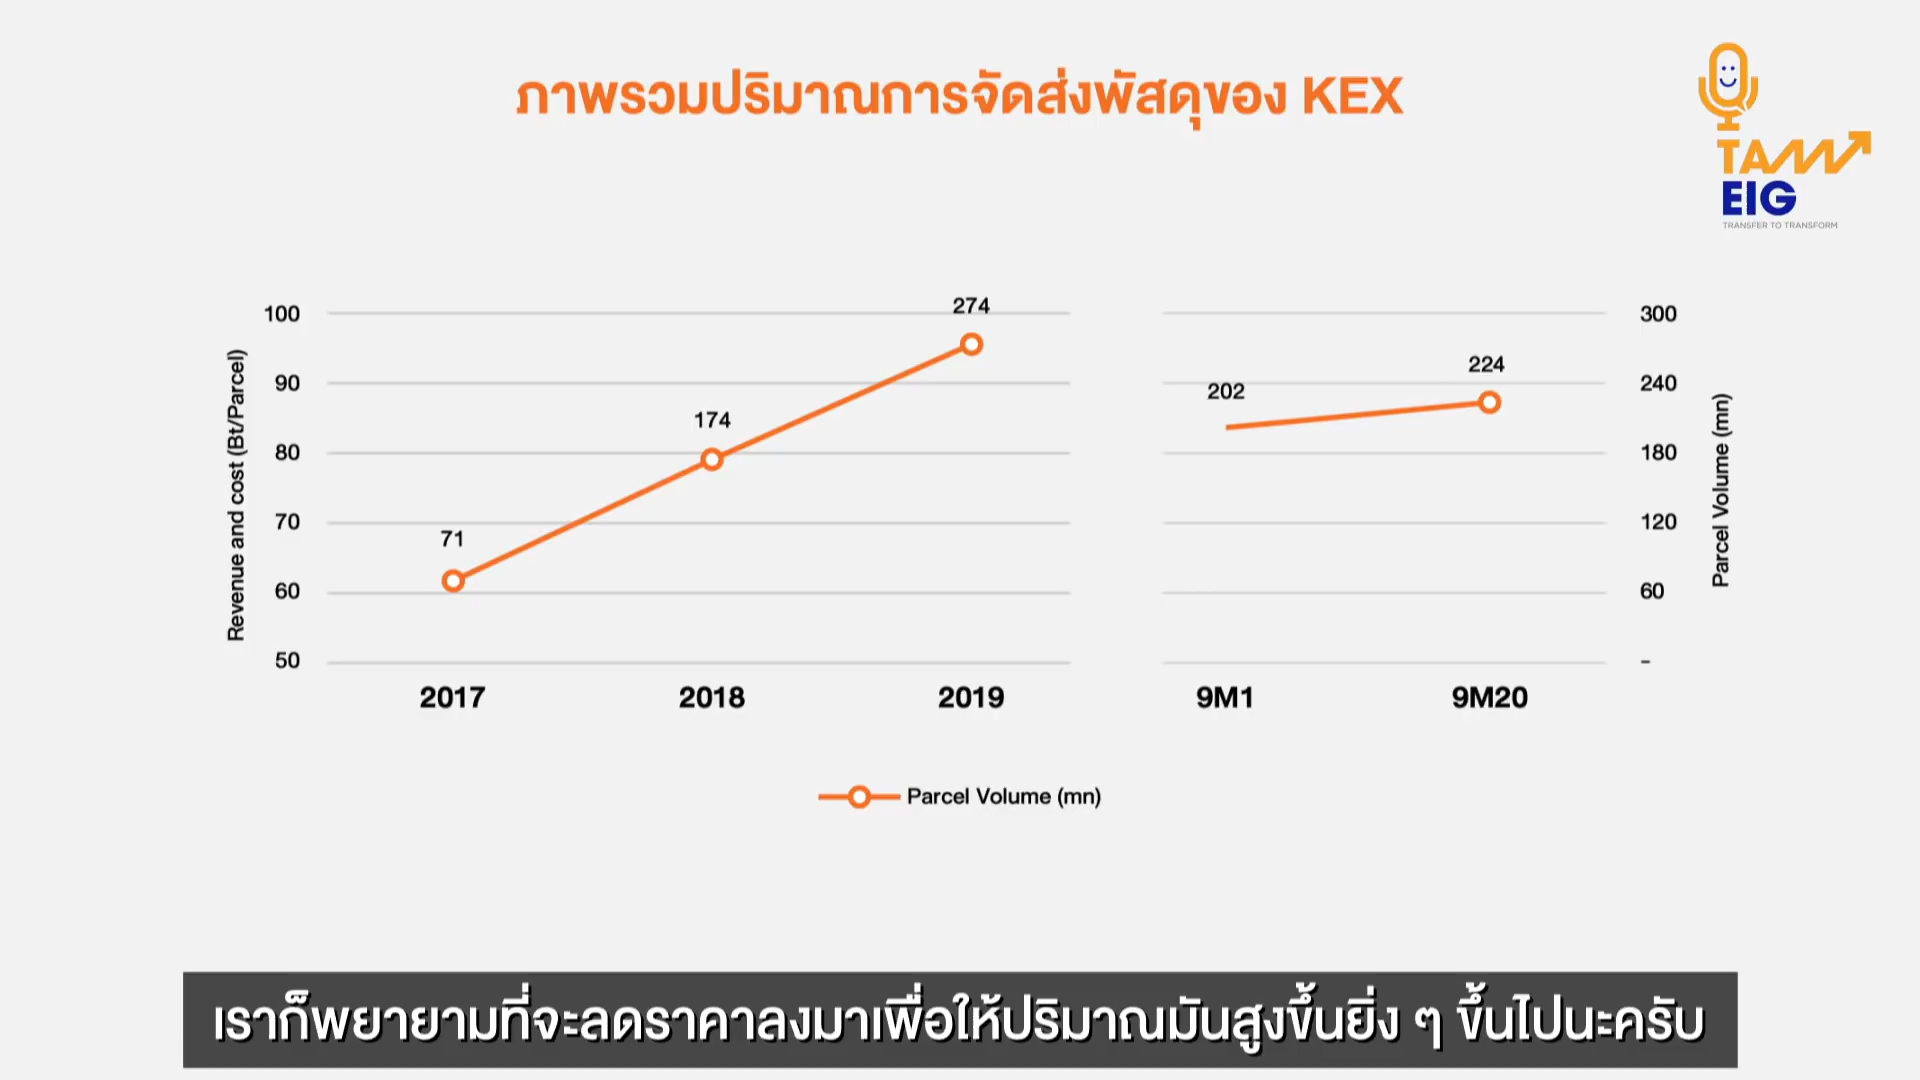 ภาพรวมปริมาณการจัดส่งพัสดุของ KEX
TAM
EIG
TRANSFER TO TRANSFORM
Revenue and cost (Bt/Parcel)
100
90
80
70
60
50
71
174
274
202
224
300
240
180
120
60
-
Parcel Volume (mn)
2017 2018 2019 9M1 9M20
Parcel Volume (mn)
เราก็พยายามที่จะลดราคาลงมาเพื่อให้ปริมาณมันสูงขึ้นยิ่ง ๆ ขึ้นไปนะครับ